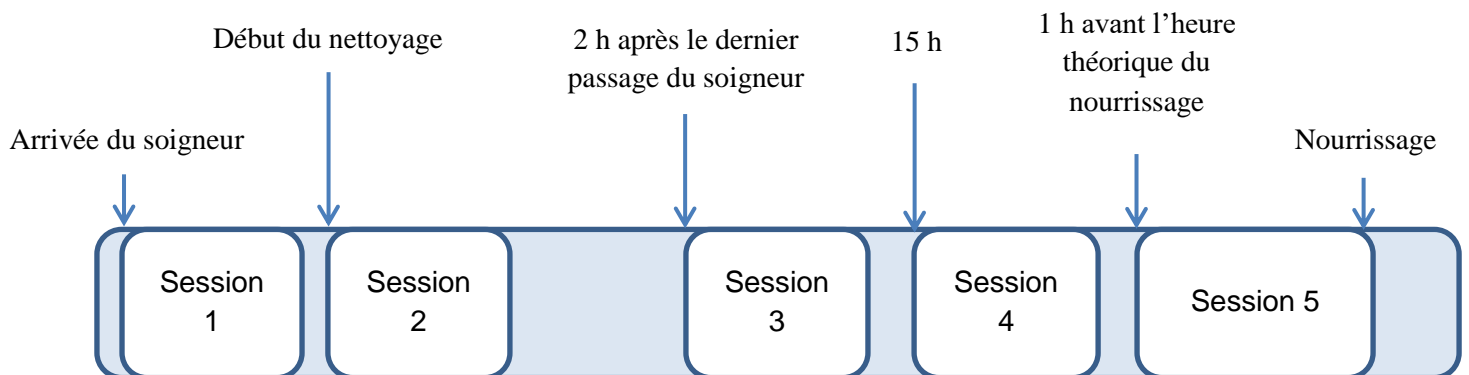 Début du nettoyage
2 h après le dernier
passage du soigneur
15 h
1 h avant l’heure
théorique du
nourrissage
Arrivée du soigneur
Nourrissage
Session
1
Session
2
Session
3
Session
4
Session 5